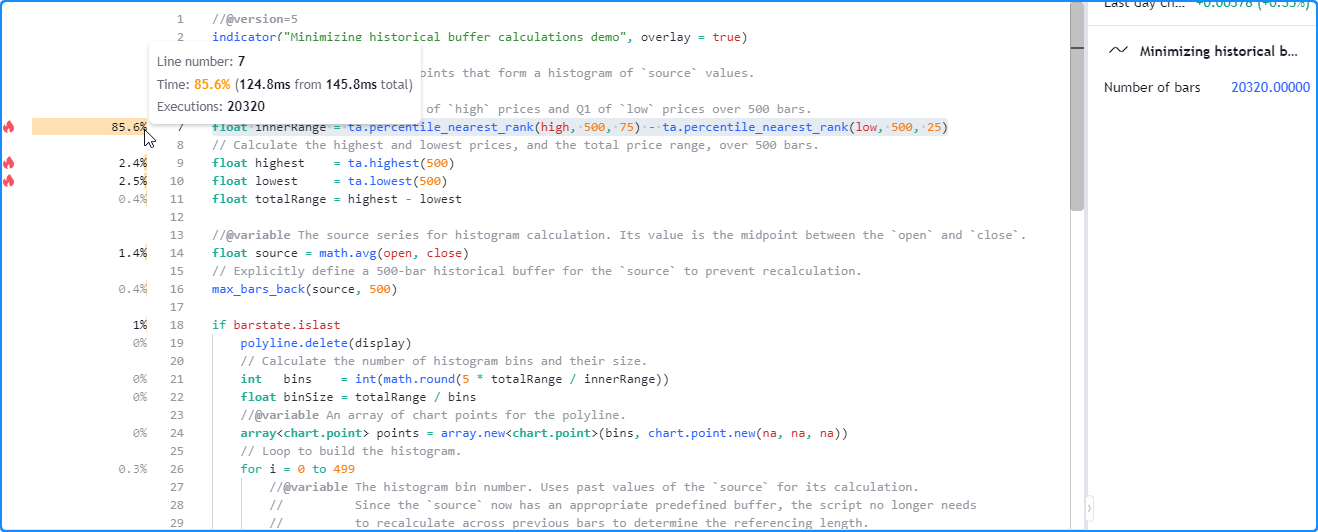 1 //@version=5
2 indicator("Minimizing historical buffer calculations demo", overlay = true)
Line number: 7
Time: 85.6% (124.8ms from 145.8ms total)
Executions: 20320
oints that form a histogram of `source` values.
of `high` prices and Q1 of `low` prices over 500 bars.
85.6% 7 float innerRange = ta.percentile_nearest_rank(high, 500, 75) - ta.percentile_nearest_rank(low, 500, 25)
8 // Calculate the highest and lowest prices, and the total price range, over 500 bars.
2.4% 9 float highest    = ta.highest(500)
2.5% 10 float lowest     = ta.lowest(500)
0.4% 11 float totalRange = highest - lowest
12
13 //@variable The source series for histogram calculation. Its value is the midpoint between the `open` and `close`.
1.4% 14 float source = math.avg(open, close)
15 // Explicitly define a 500-bar historical buffer for the `source` to prevent recalculation.
0.4% 16 max_bars_back(source, 500)
17
1% 18 if barstate.islast
0% 19     polyline.delete(display)
20     // Calculate the number of histogram bins and their size.
0% 21     int   bins    = int(math.round(5 * totalRange / innerRange))
0% 22     float binSize = totalRange / bins
23     //@variable An array of chart points for the polyline.
0% 24     array<chart.point> points = array.new<chart.point>(bins, chart.point.new(na, na, na))
25     // Loop to build the histogram.
0.3% 26     for i = 0 to 499
27         //@variable The histogram bin number. Uses past values of the `source` for its calculation.
28         //          Since the `source` now has an appropriate predefined buffer, the script no longer needs
29         //          to recalculate across previous bars to determine the referencing length.
Last day ch... +0.00378 (+0.35%)
Minimizing historical b...
Number of bars 20320.00000